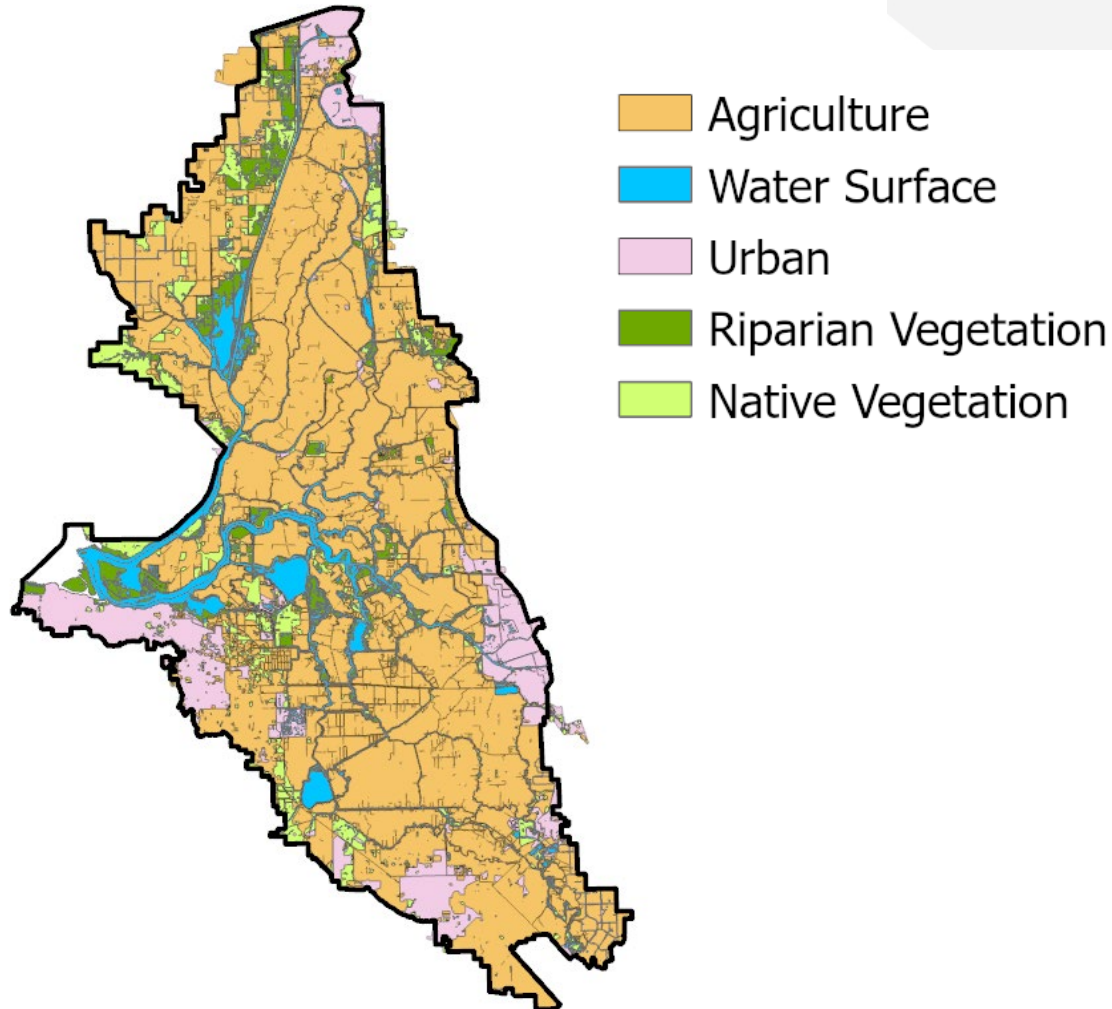 Agriculture
Water Surface
Urban
Riparian Vegetation
Native Vegetation